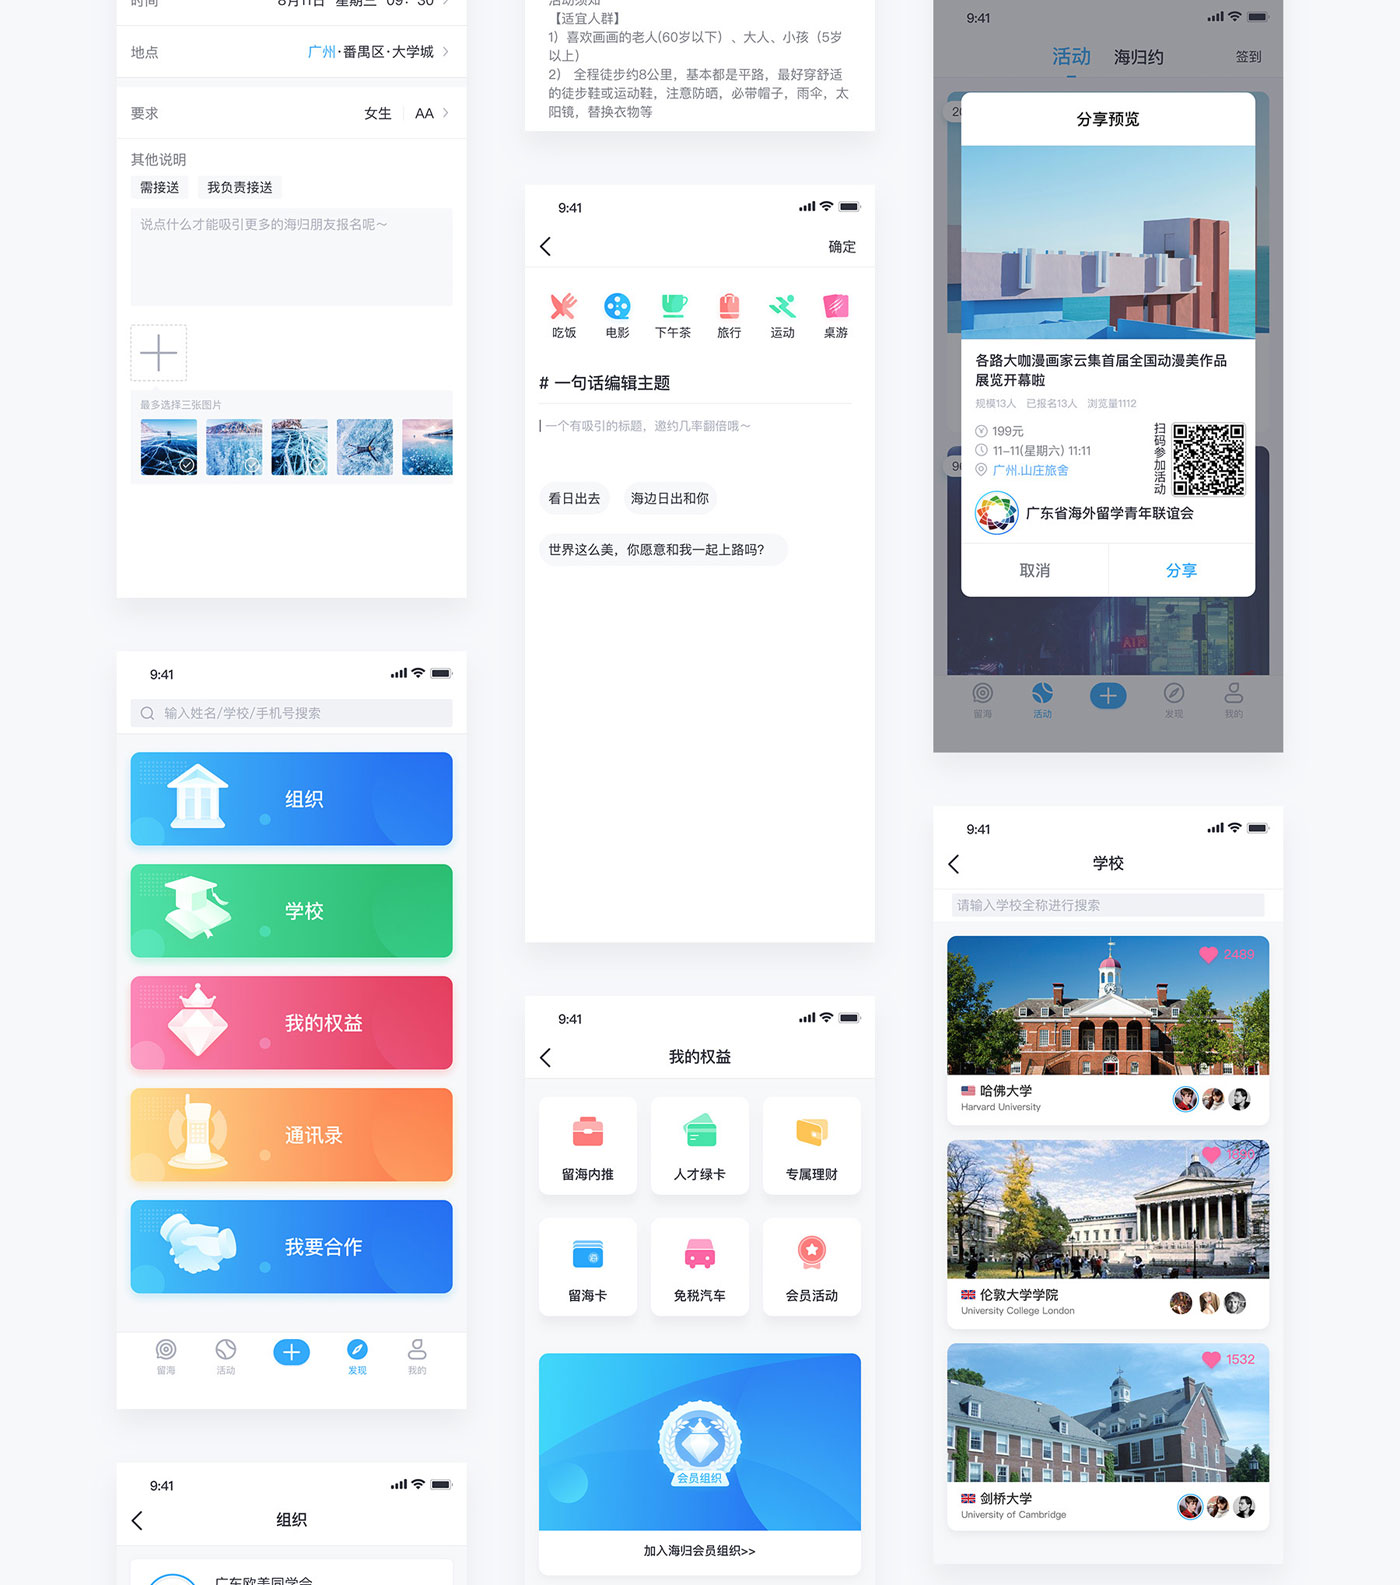 时间
8月11日 星期三 09：30
地点
广州·番禺区·大学城
要求
女生
AA
其他说明
需接送
我负责接送
说点什么才能吸引更多的海归朋友报名呢～
最多选择三张图片
9:41
输入姓名/学校/手机号搜索
组织
学校
我的权益
通讯录
我要合作
留海
活动
发现
我的
9:41
组织
广东欧美同学会
活动须知
【适宜人群】
1）喜欢画画的老人(60岁以下）、大人、小孩（5岁
以上）
2） 全程徒步约8公里，基本都是平路，最好穿舒适
的徒步鞋或运动鞋，注意防晒，必带帽子，雨伞，太
阳镜，替换衣物等
9:41
确定
吃饭
电影
下午茶
旅行
运动
桌游
# 一句话编辑主题
一个有吸引的标题，邀约几率翻倍哦～
看日出去
海边日出和你
世界这么美，你愿意和我一起上路吗?
9:41
我的权益
留海内推
人才绿卡
专属理财
留海卡
免税汽车
会员活动
会员组织
加入海归会员组织>>
9:41
活动
海归约
签到
20
分享预览
各路大咖漫画家云集首届全国动漫美作品
展览开幕啦
规模13人 已报名13人 浏览量1112
199元
11-11(星期六) 11:11
广州.山庄旅舍
扫码参加活动
广东省海外留学青年联谊会
取消
分享
留海
活动
发现
我的
9:41
学校
请输入学校全称进行搜索
2489
哈佛大学
Harvard University
伦敦大学学院
University College London
1532
剑桥大学
University of Cambridge